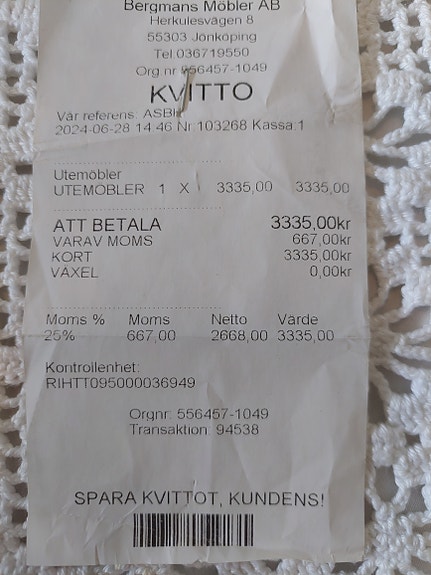 Bergmans Möbler AB
Herkulesvägen 8
55303 Jönköping
Tel.036719550
Org.nr 556457-1049
KVITTO
Vår referens: ASBH
2024-06-28 14:46 Nr:103268 Kassa:1
Utemöbler
UTEMÖBLER 1 X 3335,00 3335,00
ATT BETALA 3335,00kr
VARAV MOMS 667,00kr
KORT 3335,00kr
VÄXEL 0,00kr
Moms % Moms Netto Värde
25% 667,00 2668,00 3335,00
Kontrollenhet:
RIHTT095000036949
Orgnr: 556457-1049
Transaktion: 94538
SPARA KVITTOT, KUNDENS!